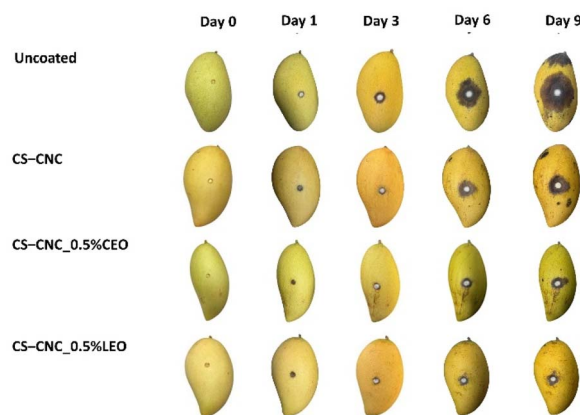 Day 0 Day 1 Day 3 Day 6 Day 9
Uncoated
CS–CNC
CS–CNC_0.5%CEO
CS–CNC_0.5%LEO